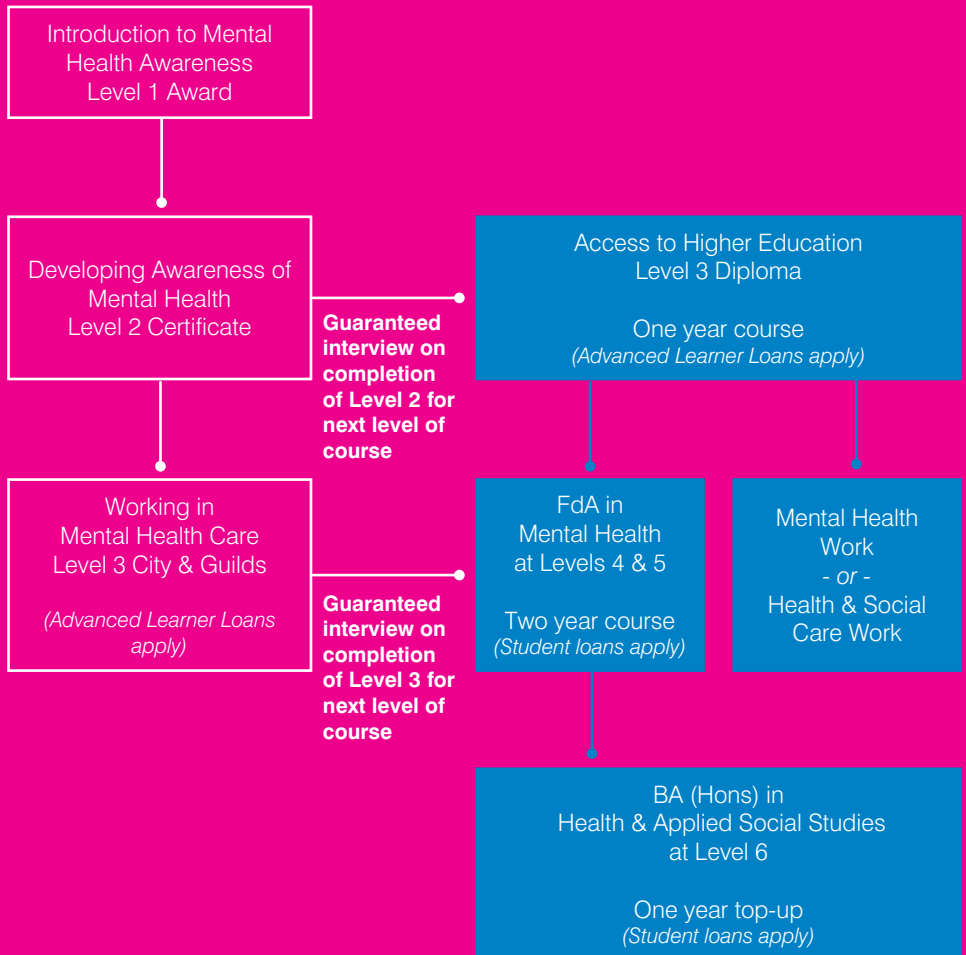 Introduction to Mental
Health Awareness
Level 1 Award
Developing Awareness of
Mental Health
Level 2 Certificate
Guaranteed
interview on
completion
of Level 2 for
next level of
course
Access to Higher Education
Level 3 Diploma
One year course
(Advanced Learner Loans apply)
Working in
Mental Health Care
Level 3 City & Guilds
(Advanced Learner Loans
apply)
Guaranteed
interview on
completion
of Level 3 for
next level of
course
FdA in
Mental Health
at Levels 4 & 5
Two year course
(Student loans apply)
Mental Health
Work
- or -
Health & Social
Care Work
BA (Hons) in
Health & Applied Social Studies
at Level 6
One year top-up
(Student loans apply)